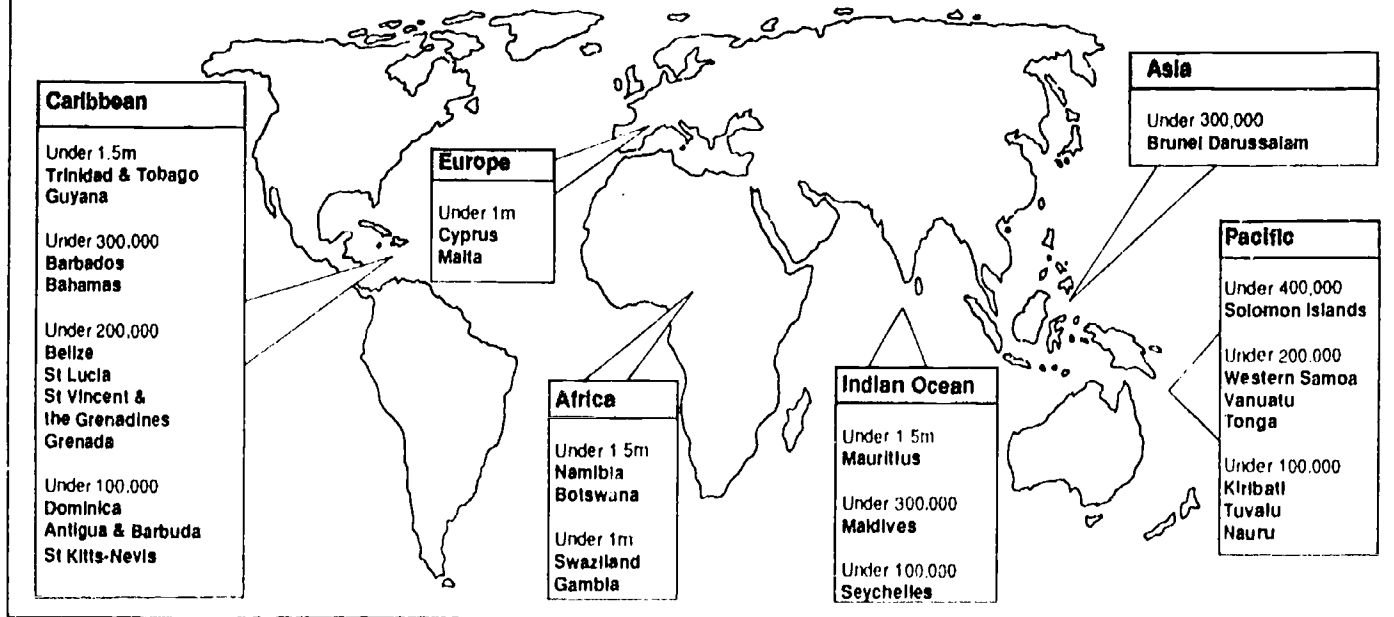 Caribbean
Under 1.5m
Trinidad & Tobago
Guyana
Under 300.000
Barbados
Bahamas
Under 200,000
Belize
St Lucia
St Vincent &
the Grenadines
Grenada
Under 100.000
Dominica
Antigua & Barbuda
St Kitts-Nevis
Europe
Under 1m
Cyprus
Malta
Africa
Under 1 5m
Namibia
Botswana
Under 1m
Swaziland
Gambia
Indian Ocean
Under 1 5m
Mauritius
Under 300.000
Maldives
Under 100.000
Seychelles
Asia
Under 300,000
Brunei Darussalam
Pacific
Under 400,000
Solomon Islands
Under 200.000
Western Samoa
Vanuatu
Tonga
Under 100.000
Kiribati
Tuvalu
Nauru